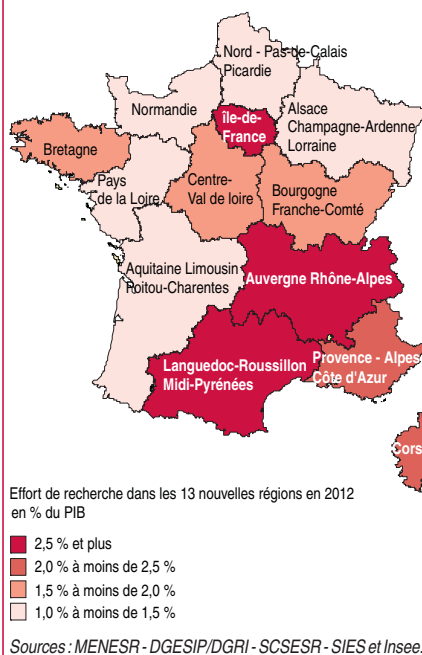 Nord - Pas-de-Calais
Picardie
Normandie
Île-de-
France
Alsace
Champagne-Ardenne
Lorraine
Bretagne
Pays
de la Loire
Centre-
Val de loire
Bourgogne
Franche-Comté
Aquitaine Limousin
Poitou-Charentes
Auvergne Rhône-Alpes
Languedoc-Roussillon
Midi-Pyrénées
Provence - Alpes
Côte d'Azur
Cors
Effort de recherche dans les 13 nouvelles régions en 2012
en % du PIB
2,5 % et plus
2,0 % à moins de 2,5 %
1,5 % à moins de 2,0 %
1,0 % à moins de 1,5 %
Sources : MENESR - DGESIP/DGRI - SCSESR - SIES et Insee.